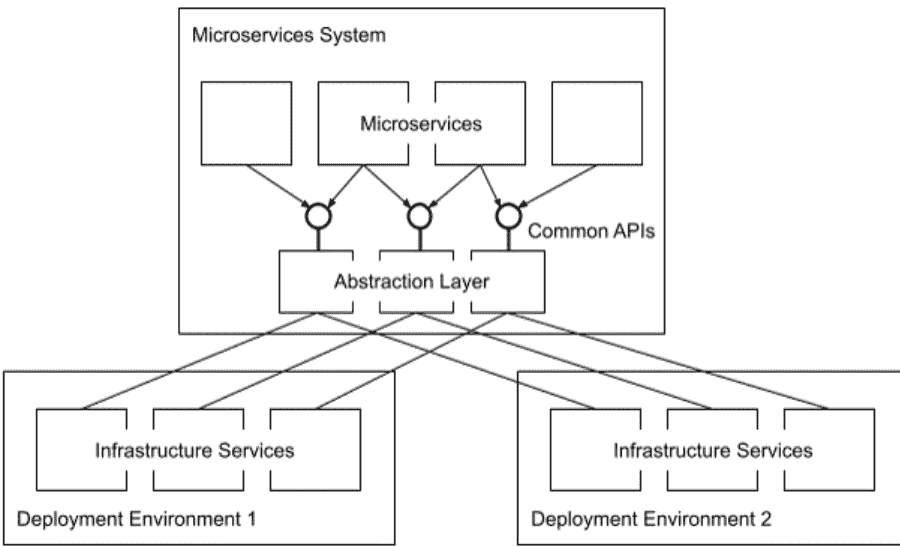 Microservices System
Microservices
Common APIs
Abstraction Layer
Infrastructure Services
Deployment Environment 1
Infrastructure Services
Deployment Environment 2